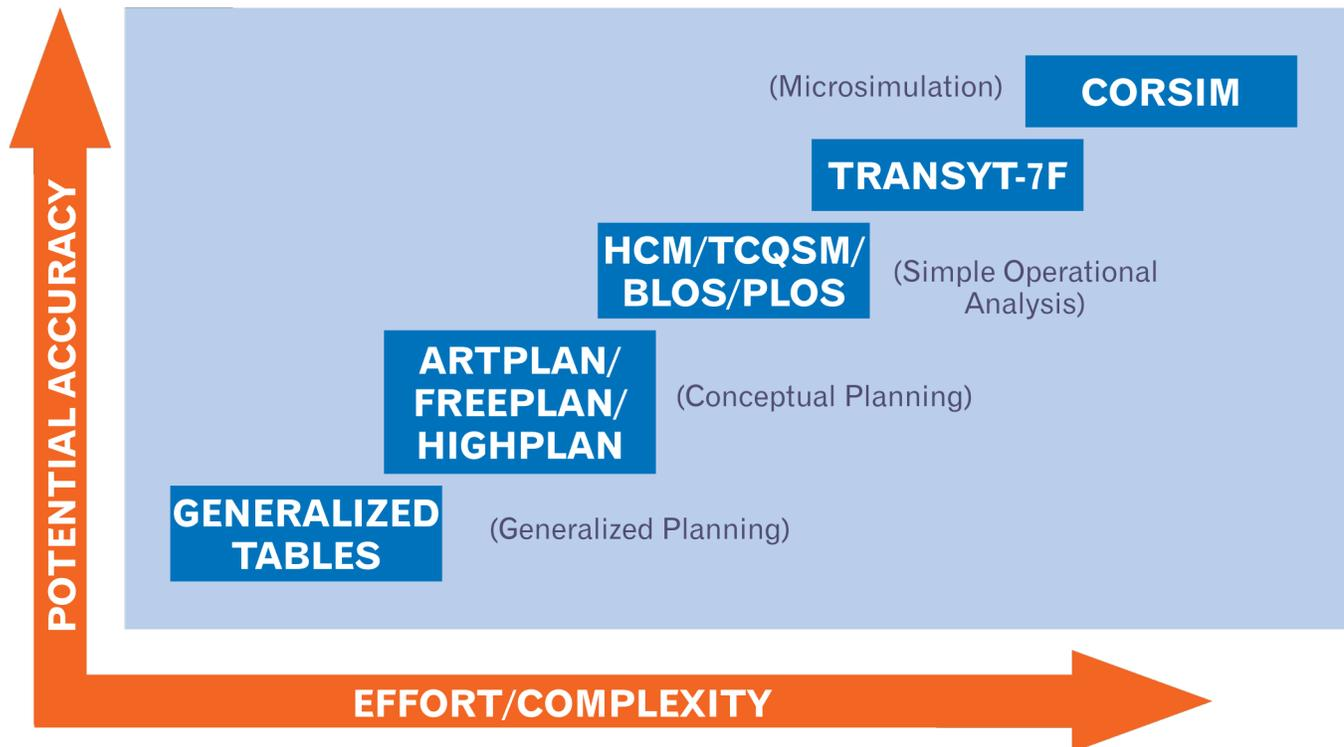 (Microsimulation)
CORSIM
TRANSYT-7F
HCM/TCQSM/
BLOS/PLOS
(Simple Operational
Analysis)
ARTPLAN/
FREEPLAN/
HIGHPLAN
(Conceptual Planning)
GENERALIZED
TABLES
(Generalized Planning)
POTENTIAL ACCURACY
EFFORT/COMPLEXITY